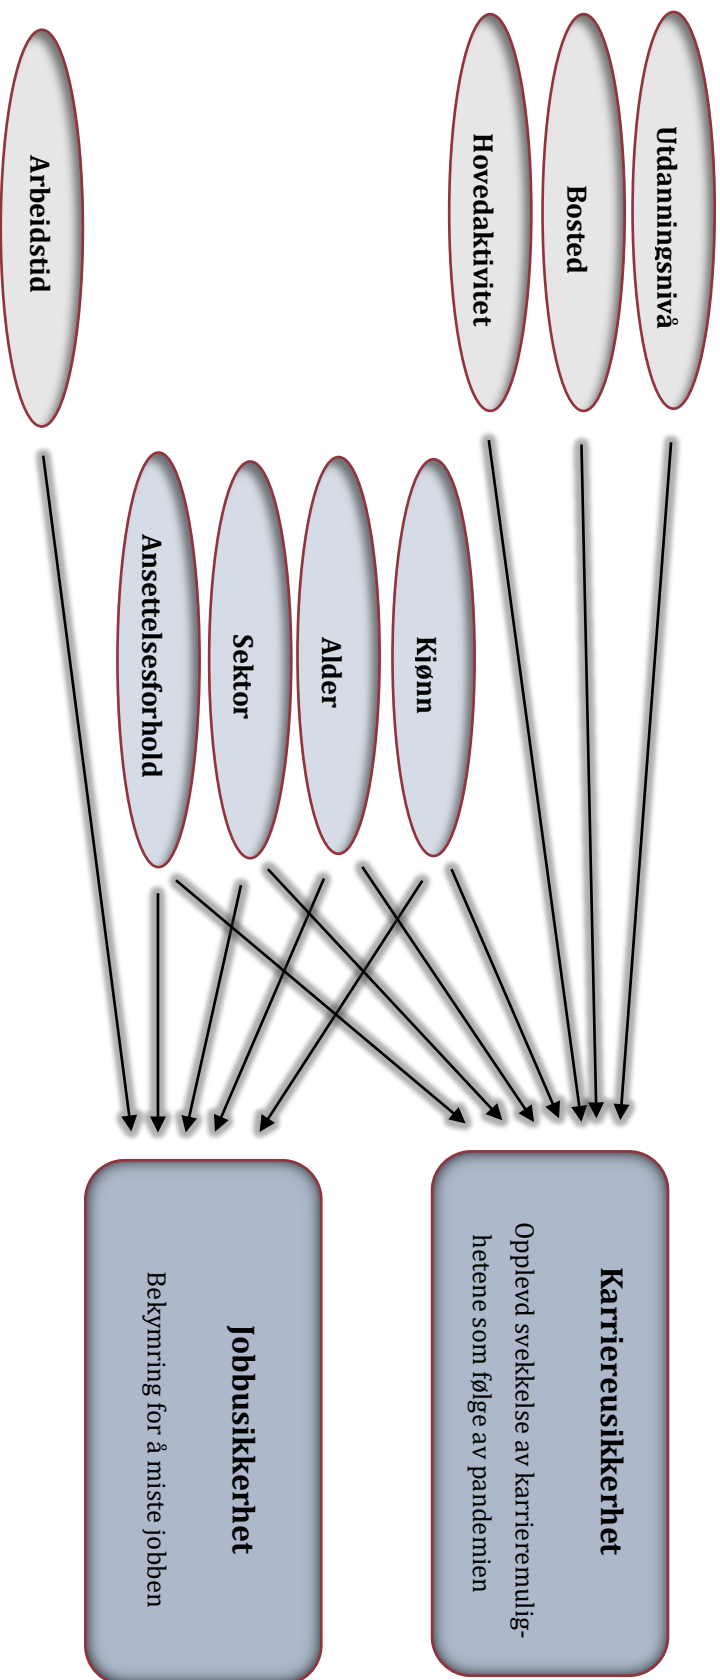 Utdanningsnivå
Bosted
Hovedaktivitet
Kjønn
Alder
Sektor
Ansettelsesforhold
Arbeidstid
Karriereusikkerhet
Opplevd svekkelse av karrieremulig-
hetene som følge av pandemien
Jobbusikkerhet
Bekymring for å miste jobben